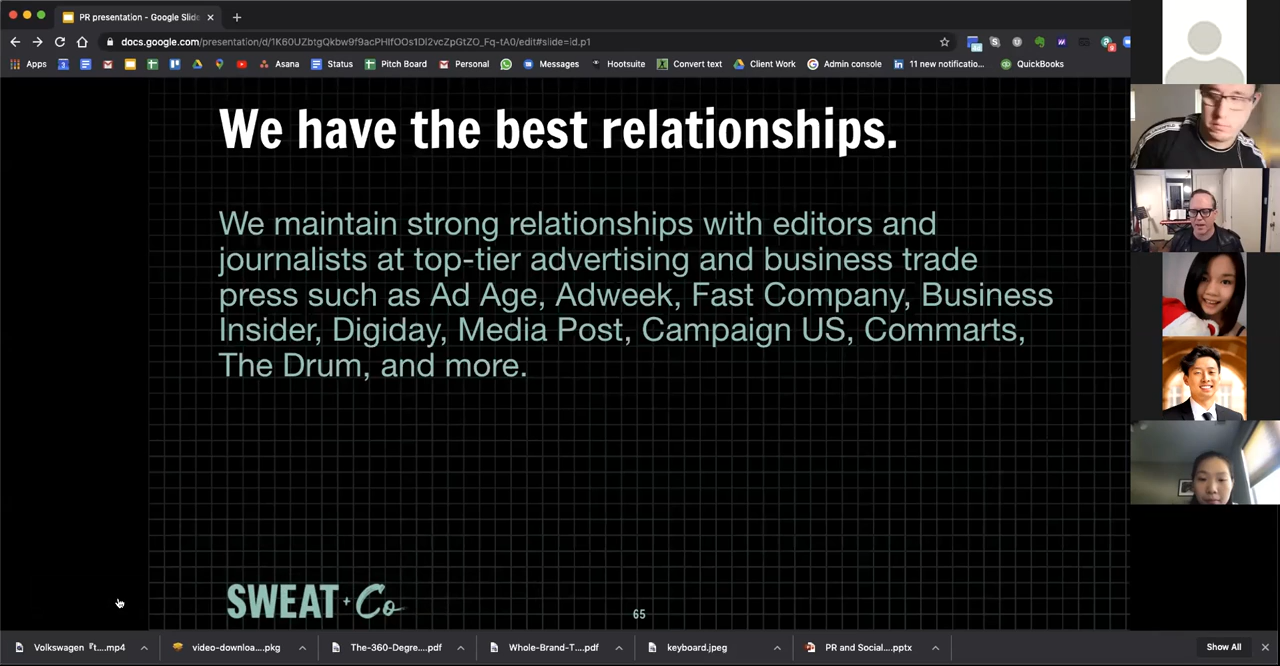 PR presentation - Google Slide
docs.google.com/presentation/d/1K60UZbtgQkbw9f9acPHIfOOs1Dl2vcZpGtZO_Fq-tA0/edit#slide=id.p1
Apps
Asana
Status
Pitch Board
Personal
Messages
Hootsuite
Convert text
Client Work
Admin console
11 new notificatio...
QuickBooks
We have the best relationships.
We maintain strong relationships with editors and
journalists at top-tier advertising and business trade
press such as Ad Age, Adweek, Fast Company, Business
Insider, Digiday, Media Post, Campaign US, Commarts,
The Drum, and more.
SWEAT + Co
65
Volkswagen『t....mp4
video-downloa....pkg
The-360-Degre....pdf
Whole-Brand-T....pdf
keyboard.jpeg
PR and Social....pptx
Show All